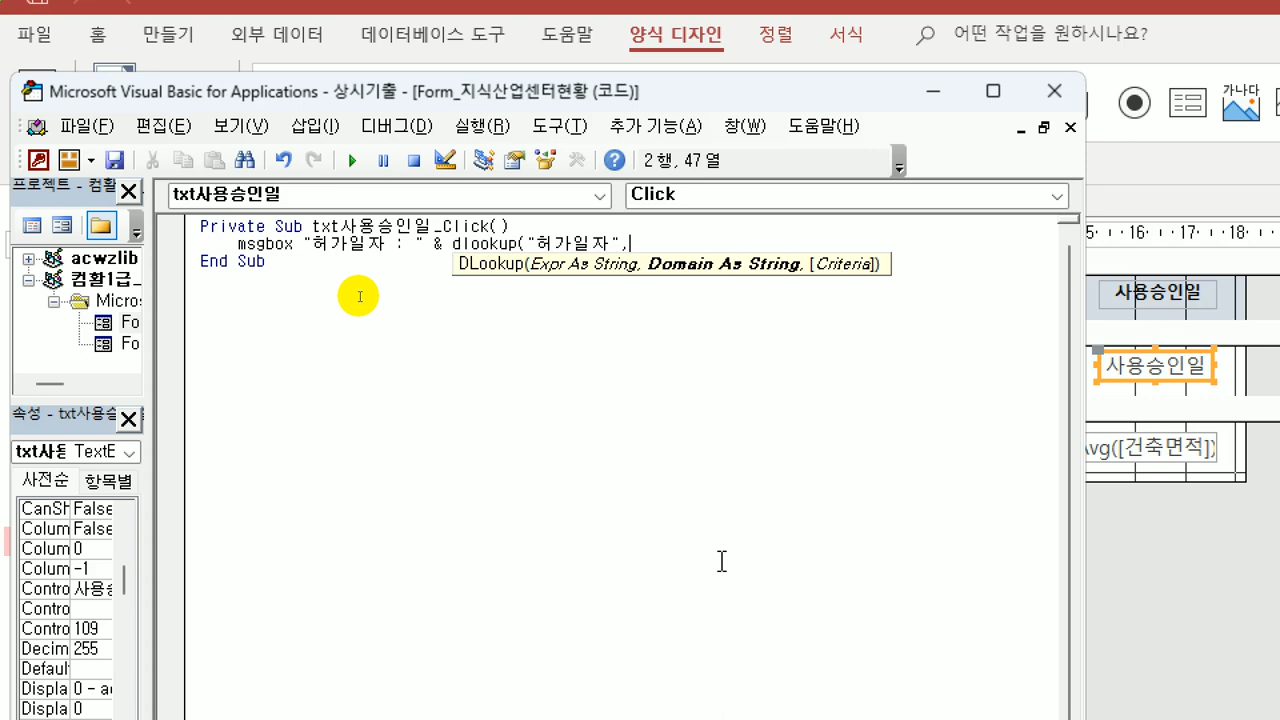 파일 홈 만들기 외부 데이터 데이터베이스 도구 도움말 양식 디자인 정렬 서식 어떤 작업을 원하시나요?
Microsoft Visual Basic for Applications - 상시기출 - [Form_지식산업센터현황 (코드)]
가나다
파일(F) 편집(E) 보기(V) 삽입(I) 디버그(D) 실행(R) 도구(T) 추가 기능(A) 창(W) 도움말(H)
2 행, 47 열
프로젝트 - 컴활
txt사용승인일
Click
Private Sub txt사용승인일_Click()
msgbox "허가일자 : " & dlookup("허가일자",
End Sub
DLookup(Expr As String, Domain As String, [Criteria])
acwzlib
컴활1급_
Micro
Fo
Fo
5 · 16 · 17 · 18
사용승인일
사용승인일
Avg([건축면적])
속성 - txt사용승
txt사용 TextE
사전순 항목별
CanSh False
Colum False
Colum 0
Colum -1
Contro 사용승
Contro
Contro 109
Decim 255
Defaul
Displa 0 - a
Displa 0